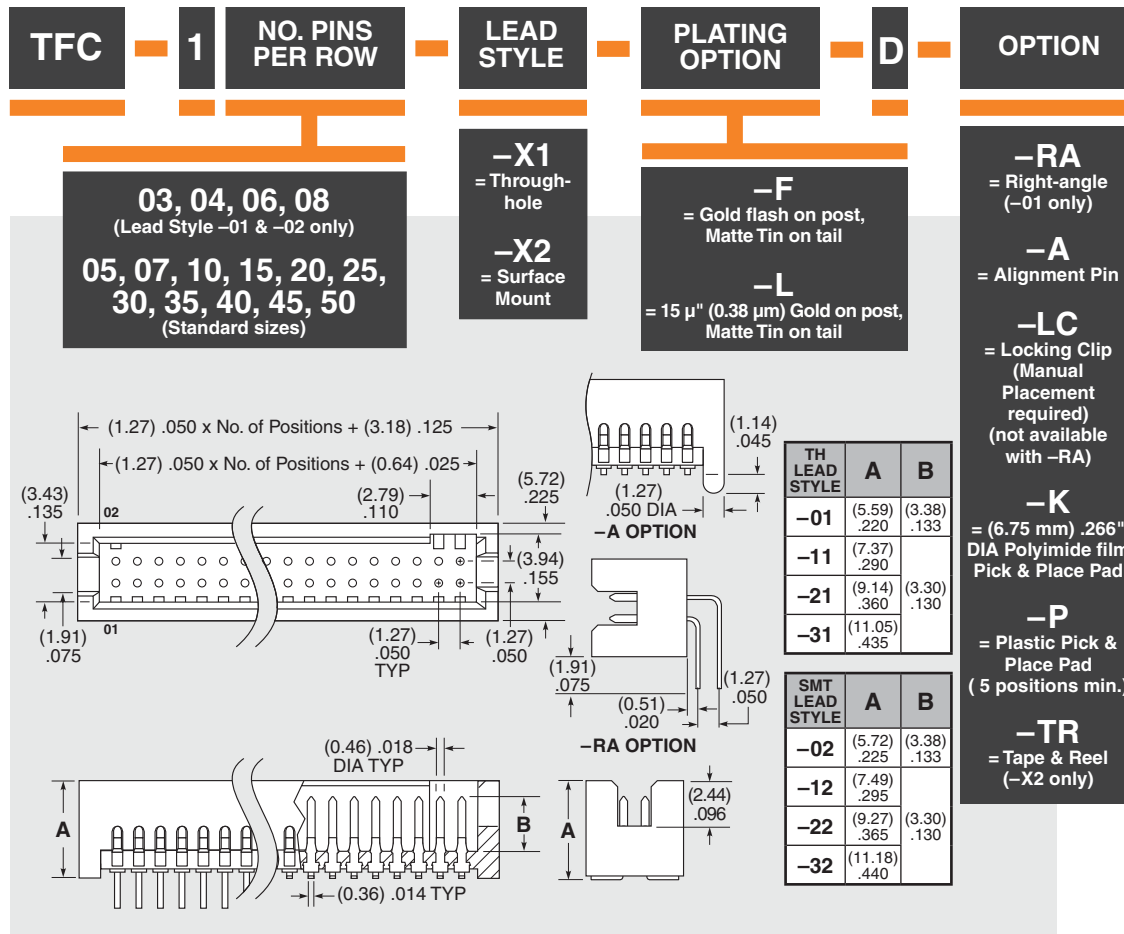 TFC
1
NO. PINS
PER ROW
LEAD
STYLE
PLATING
OPTION
D
OPTION
03, 04, 06, 08
(Lead Style –01 & –02 only)
05, 07, 10, 15, 20, 25,
30, 35, 40, 45, 50
(Standard sizes)
–X1
= Through-
hole
–X2
= Surface
Mount
–F
= Gold flash on post,
Matte Tin on tail
–L
= 15 µ" (0.38 µm) Gold on post,
Matte Tin on tail
–RA
= Right-angle
(–01 only)
–A
= Alignment Pin
–LC
= Locking Clip
(Manual
Placement
required)
(not available
with –RA)
–K
= (6.75 mm) .266"
DIA Polyimide film
Pick & Place Pad
–P
= Plastic Pick &
Place Pad
( 5 positions min.)
–TR
= Tape & Reel
(–X2 only)
(1.27) .050 x No. of Positions + (3.18) .125
(1.27) .050 x No. of Positions + (0.64) .025
(3.43)
.135
(2.79)
.110
(5.72)
.225
02
(3.94)
.155
01
(1.91)
.075
(1.27)
.050
TYP
(1.27)
.050
(1.14)
.045
(1.27)
.050 DIA
–A OPTION
(1.91)
.075
(0.51)
.020
(1.27)
.050
–RA OPTION
(0.46) .018
DIA TYP
A
B
(0.36) .014 TYP
A
(2.44)
.096
TH
LEAD
STYLE
A
B
–01
(5.59)
.220
(3.38)
.133
–11
(7.37)
.290
–21
(9.14)
.360
(3.30)
.130
–31
(11.05)
.435
SMT
LEAD
STYLE
A
B
–02
(5.72)
.225
(3.38)
.133
–12
(7.49)
.295
–22
(9.27)
.365
(3.30)
.130
–32
(11.18)
.440